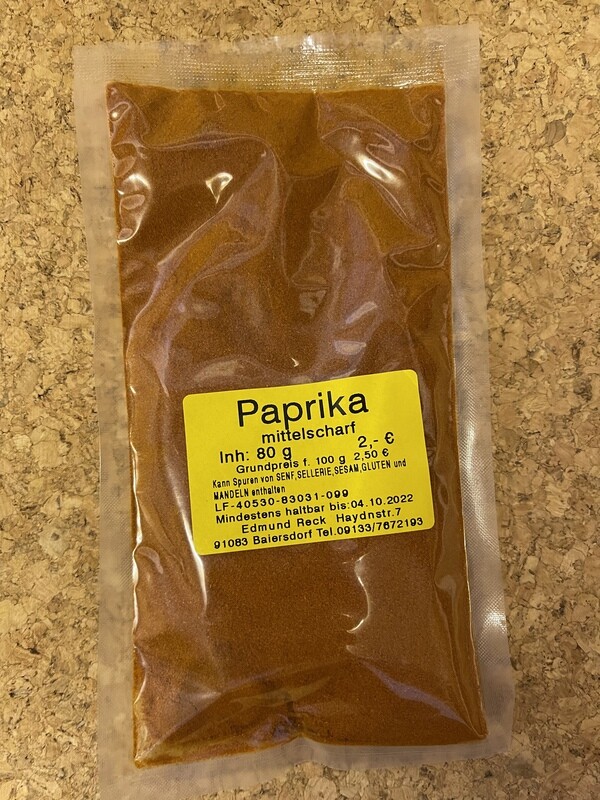 Paprika
mittelscharf
Inh: 80 g 2,- €
Grundpreis f. 100 g 2,50 €
Kann Spuren von SENF,SELLERIE,SESAM,GLUTEN und
MANDELN enthalten
LF-40530-83031-099
Mindestens haltbar bis:04.10.2022
Edmund Reck Haydnstr.7
91083 Baiersdorf Tel.09133/7672193